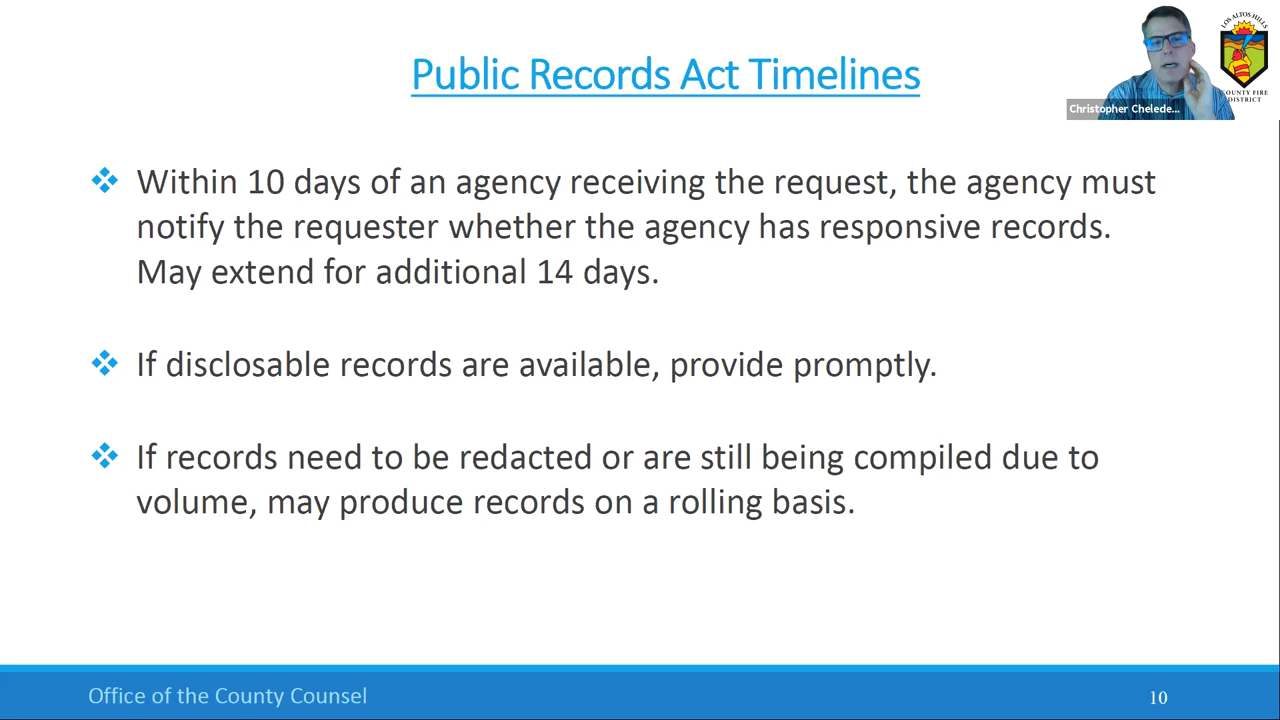 Public Records Act Timelines
LOS ALTOS HILLS
COUNTY FIRE
DISTRICT
Christopher Chelede...
Within 10 days of an agency receiving the request, the agency must
notify the requester whether the agency has responsive records.
May extend for additional 14 days.
If disclosable records are available, provide promptly.
If records need to be redacted or are still being compiled due to
volume, may produce records on a rolling basis.
Office of the County Counsel
10